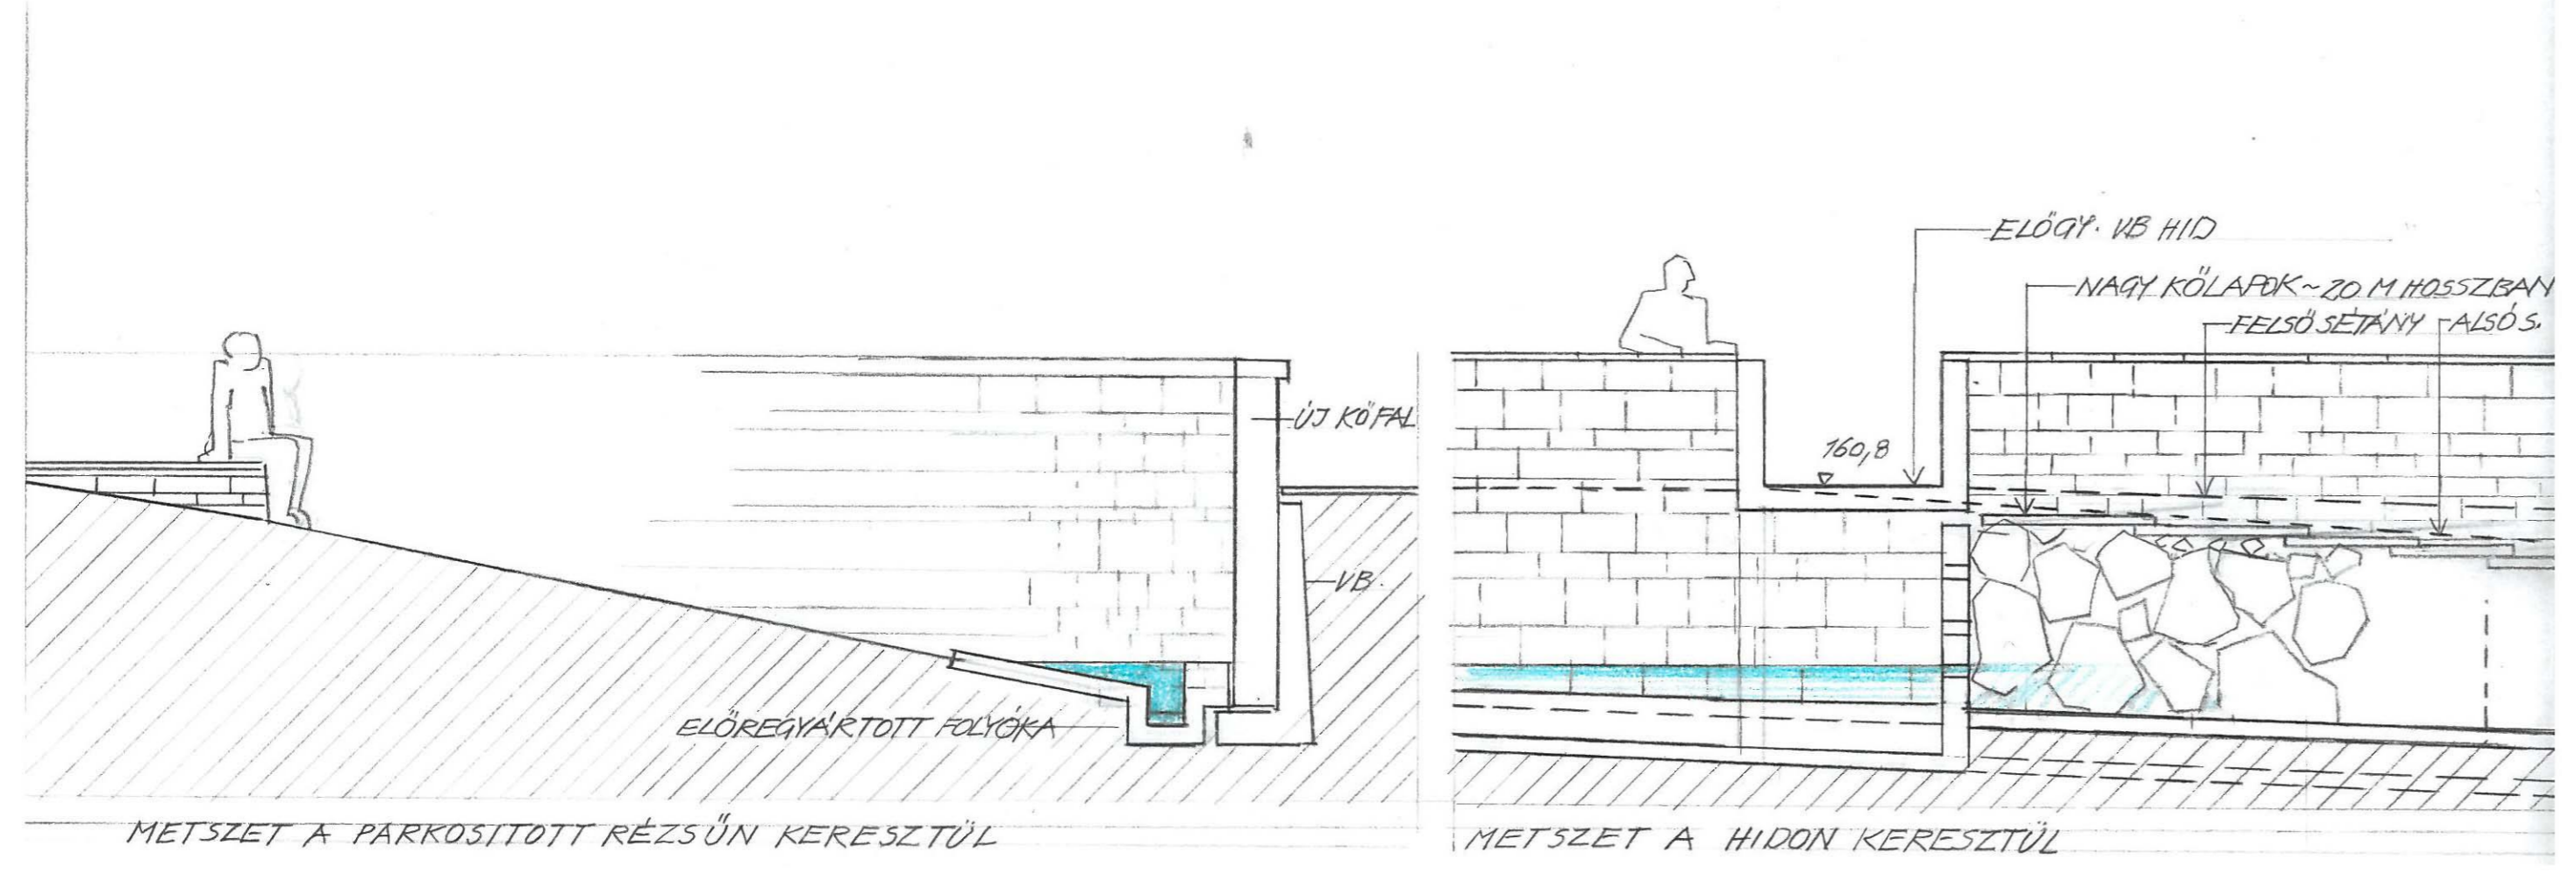 ÚJ KŐFAL
VB.
ELŐREGYÁRTOTT FOLYÓKA
METSZET A PARKOSITOTT RÉZSŰN KERESZTÜL
ELŐGY. VB HID
NAGY KŐLAPOK ~ 20 M HOSSZBAN
FELSŐ SÉTÁNY
ALSÓ S.
160,8
METSZET A HIDON KERESZTÜL